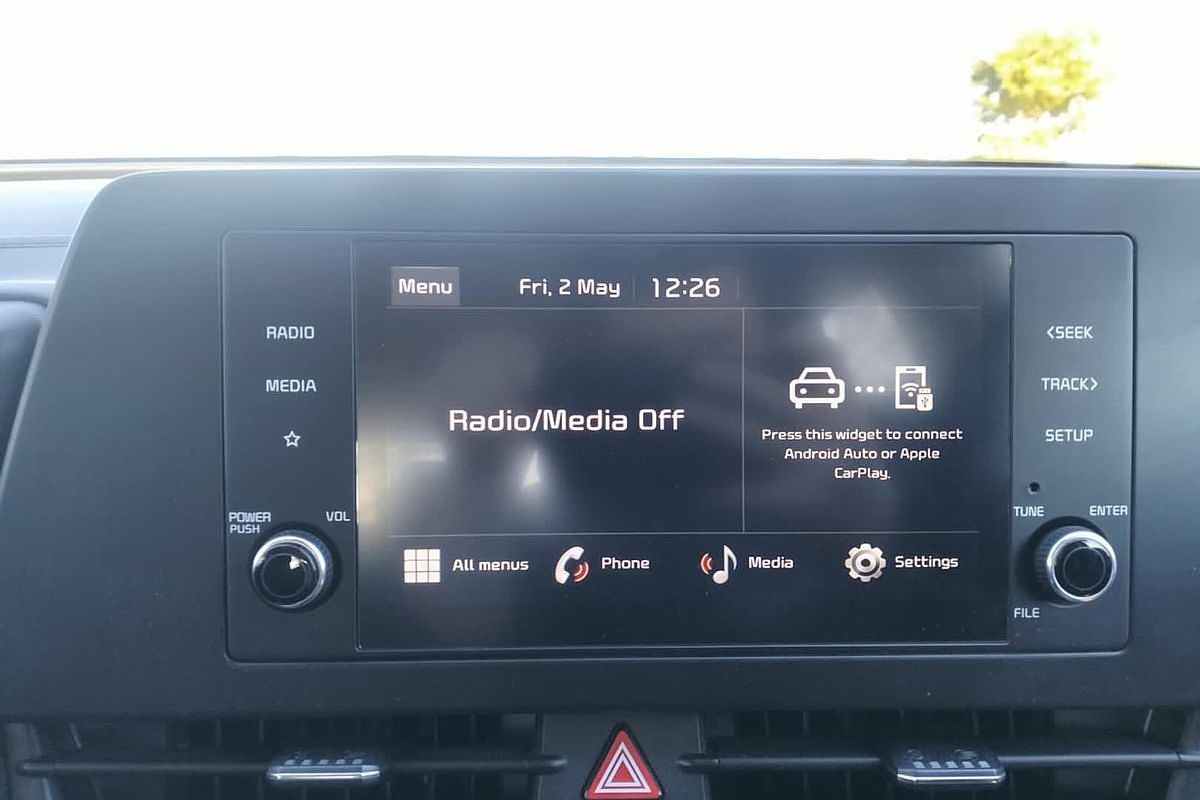 Menu
Fri, 2 May
12:26
RADIO
MEDIA
POWER
PUSH
VOL
Radio/Media Off
Press this widget to connect
Android Auto or Apple
CarPlay.
<SEEK
TRACK>
SETUP
TUNE
ENTER
FILE
All menus
Phone
Media
Settings